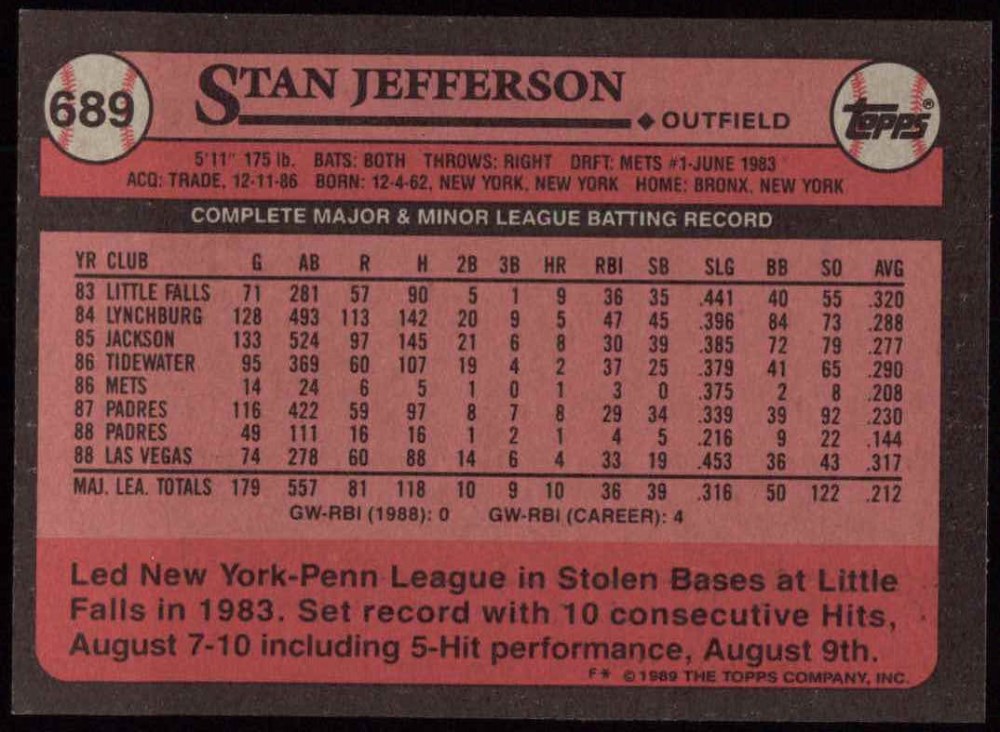 689
STAN JEFFERSON
◆ OUTFIELD
TOPPS®
5'11" 175 lb. BATS: BOTH THROWS: RIGHT DRFT: METS #1-JUNE 1983
ACQ: TRADE, 12-11-86 BORN: 12-4-62, NEW YORK, NEW YORK HOME: BRONX, NEW YORK
COMPLETE MAJOR & MINOR LEAGUE BATTING RECORD
YR CLUB G AB R H 2B 3B HR RBI SB SLG BB SO AVG
83 LITTLE FALLS 71 281 57 90 5 1 9 36 35 .441 40 55 .320
84 LYNCHBURG 128 493 113 142 20 9 5 47 45 .396 84 73 .288
85 JACKSON 133 524 97 145 21 6 8 30 39 .385 72 79 .277
86 TIDEWATER 95 369 60 107 19 4 2 37 25 .379 41 65 .290
86 METS 14 24 6 5 1 0 1 3 0 .375 2 8 .208
87 PADRES 116 422 59 97 8 7 8 29 34 .339 39 92 .230
88 PADRES 49 111 16 16 1 2 1 4 5 .216 9 22 .144
88 LAS VEGAS 74 278 60 88 14 6 4 33 19 .453 36 43 .317
MAJ. LEA. TOTALS 179 557 81 118 10 9 10 36 39 .316 50 122 .212
GW-RBI (1988): 0 GW-RBI (CAREER): 4
Led New York-Penn League in Stolen Bases at Little
Falls in 1983. Set record with 10 consecutive Hits,
August 7-10 including 5-Hit performance, August 9th.
F* © 1989 THE TOPPS COMPANY, INC.